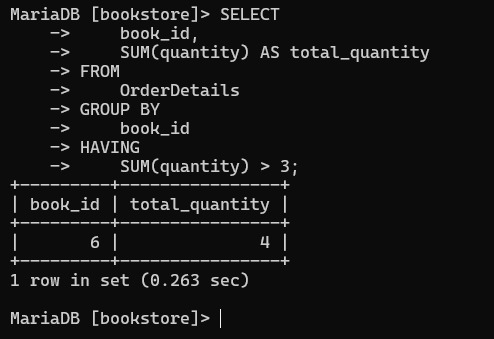 MariaDB [bookstore]> SELECT
    ->     book_id,
    ->     SUM(quantity) AS total_quantity
    -> FROM
    ->     OrderDetails
    -> GROUP BY
    ->     book_id
    -> HAVING
    ->     SUM(quantity) > 3;
+---------+----------------+
| book_id | total_quantity |
+---------+----------------+
|       6 |              4 |
+---------+----------------+
1 row in set (0.263 sec)

MariaDB [bookstore]>